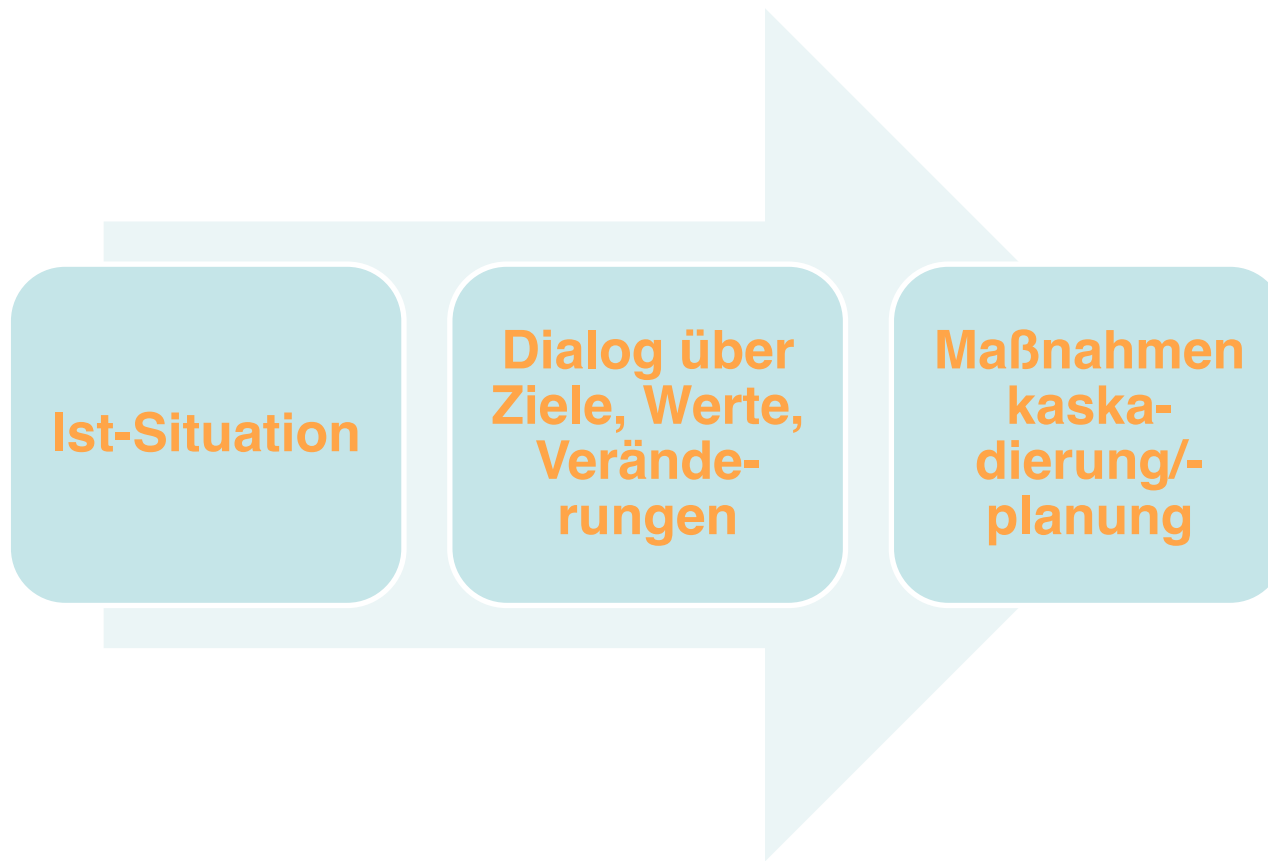 Ist-Situation
Dialog über
Ziele, Werte,
Verände-
rungen
Maßnahmen
kaska-
dierung/-
planung